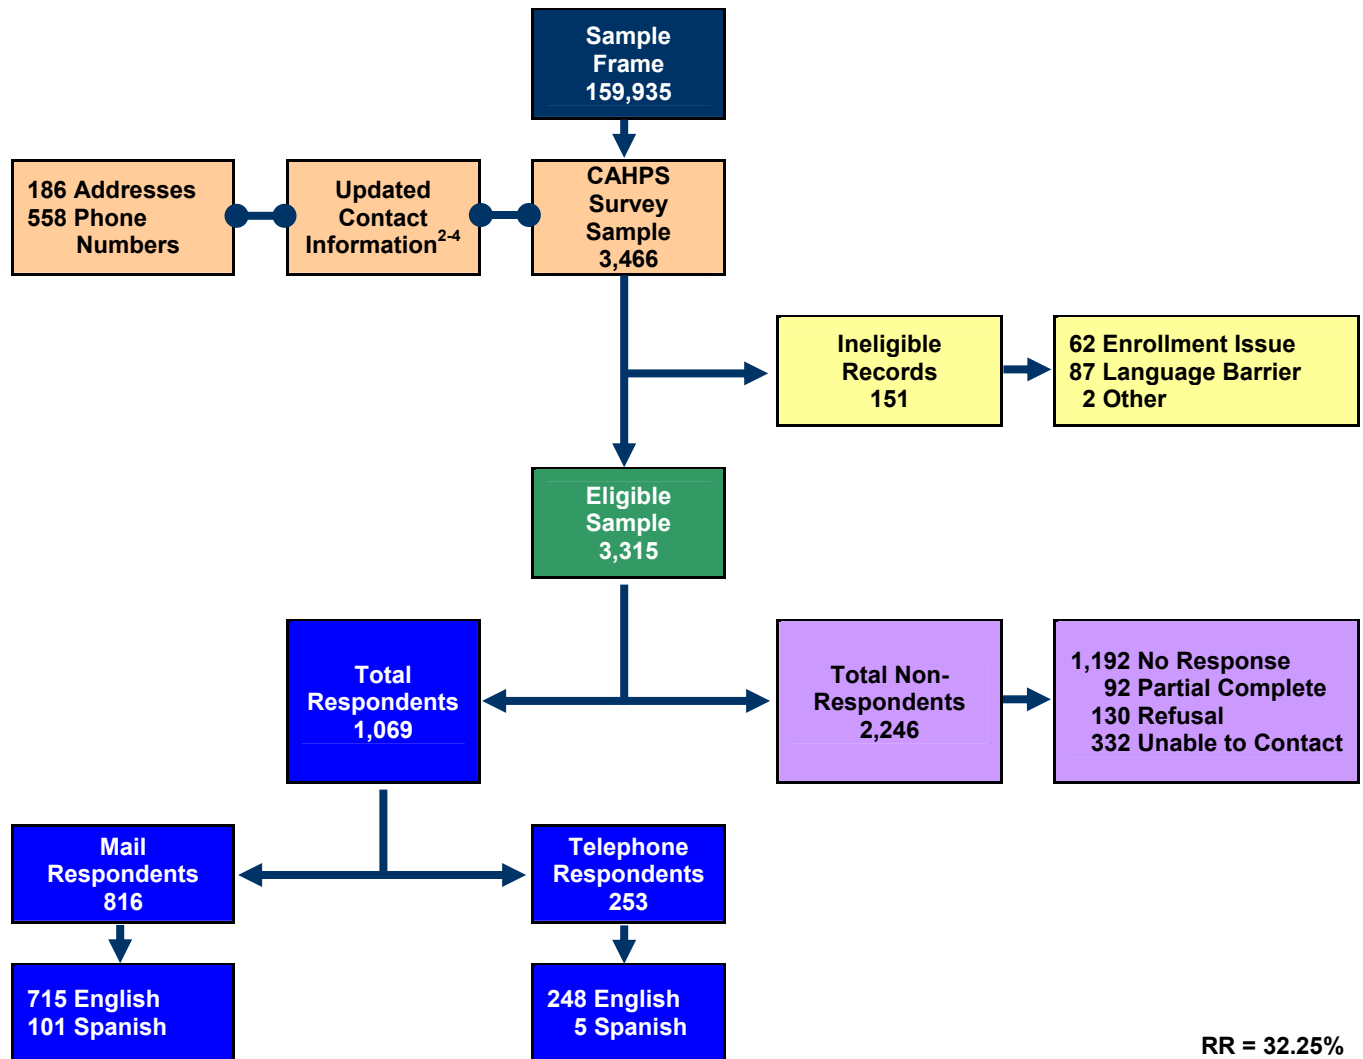 Sample
Frame
159,935
186 Addresses
558 Phone
Numbers
Updated
Contact
Information2-4
CAHPS
Survey
Sample
3,466
Ineligible
Records
151
62 Enrollment Issue
87 Language Barrier
2 Other
Eligible
Sample
3,315
Total
Respondents
1,069
Total Non-
Respondents
2,246
1,192 No Response
92 Partial Complete
130 Refusal
332 Unable to Contact
Mail
Respondents
816
Telephone
Respondents
253
715 English
101 Spanish
248 English
5 Spanish
RR = 32.25%